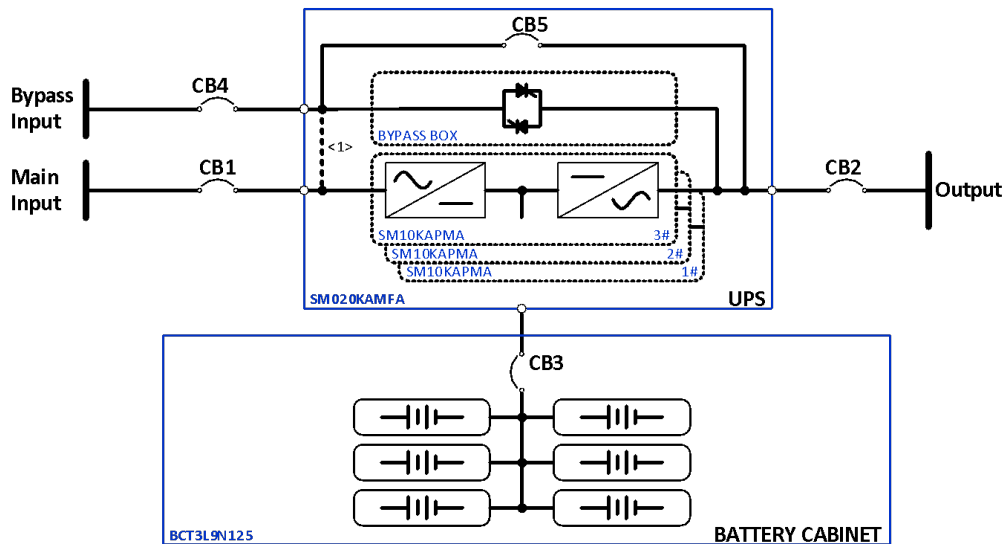 CB5
CB4
Bypass
Input
BYPASS BOX
<1>
CB1
Main
Input
CB2
Output
SM10KAPMA 3#
SM10KAPMA 2#
SM10KAPMA 1#
SM020KAMFA
UPS
CB3
BCT3L9N125
BATTERY CABINET